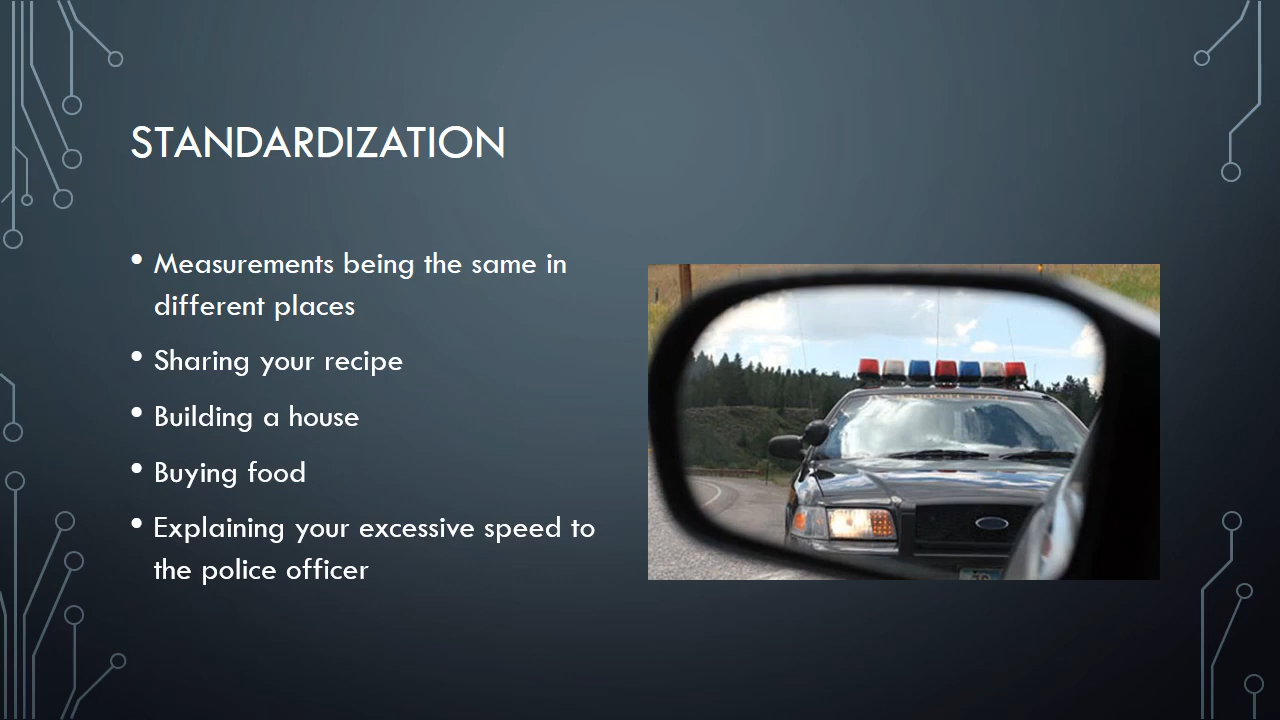 STANDARDIZATION
• Measurements being the same in
different places
• Sharing your recipe
• Building a house
• Buying food
• Explaining your excessive speed to
the police officer